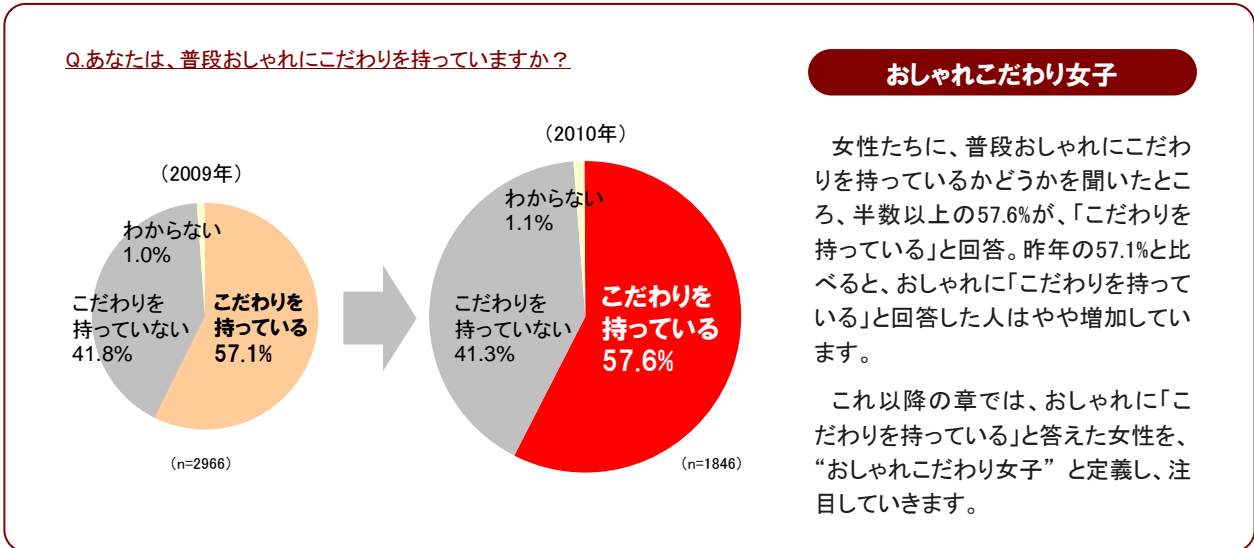 Q.あなたは、普段おしゃれにこだわりを持っていますか？
（2009年）
わからない
1.0%
こだわりを
持っていない
41.8%
こだわりを
持っている
57.1%
（n=2966）
（2010年）
わからない
1.1%
こだわりを
持っていない
41.3%
こだわりを
持っている
57.6%
（n=1846）
おしゃれこだわり女子
女性たちに、普段おしゃれにこだわ
りを持っているかどうかを聞いたとこ
ろ、半数以上の57.6%が、「こだわりを
持っている」と回答。昨年の57.1%と比
べると、おしゃれに「こだわりを持って
いる」と回答した人はやや増加してい
ます。
これ以降の章では、おしゃれに「こ
だわりを持っている」と答えた女性を、
“おしゃれこだわり女子” と定義し、注
目していきます。